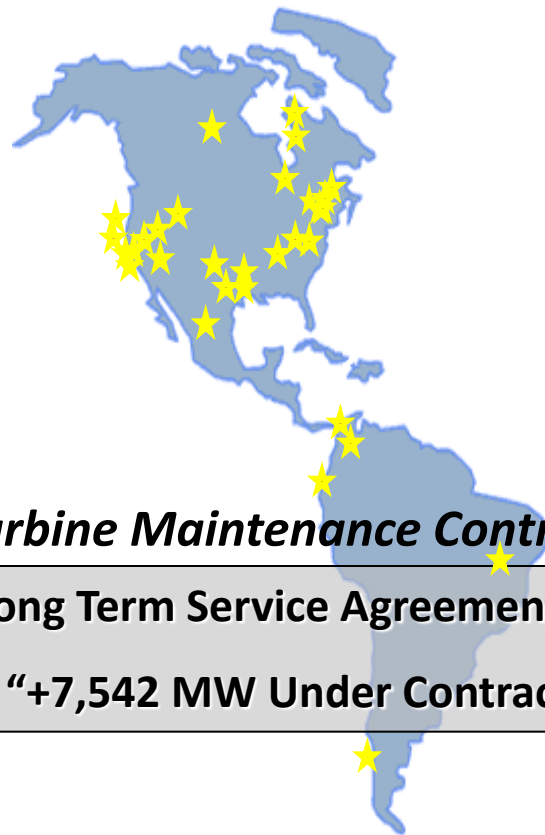 urbine Maintenance Contr
ong Term Service Agreemen
“+7,542 MW Under Contrac